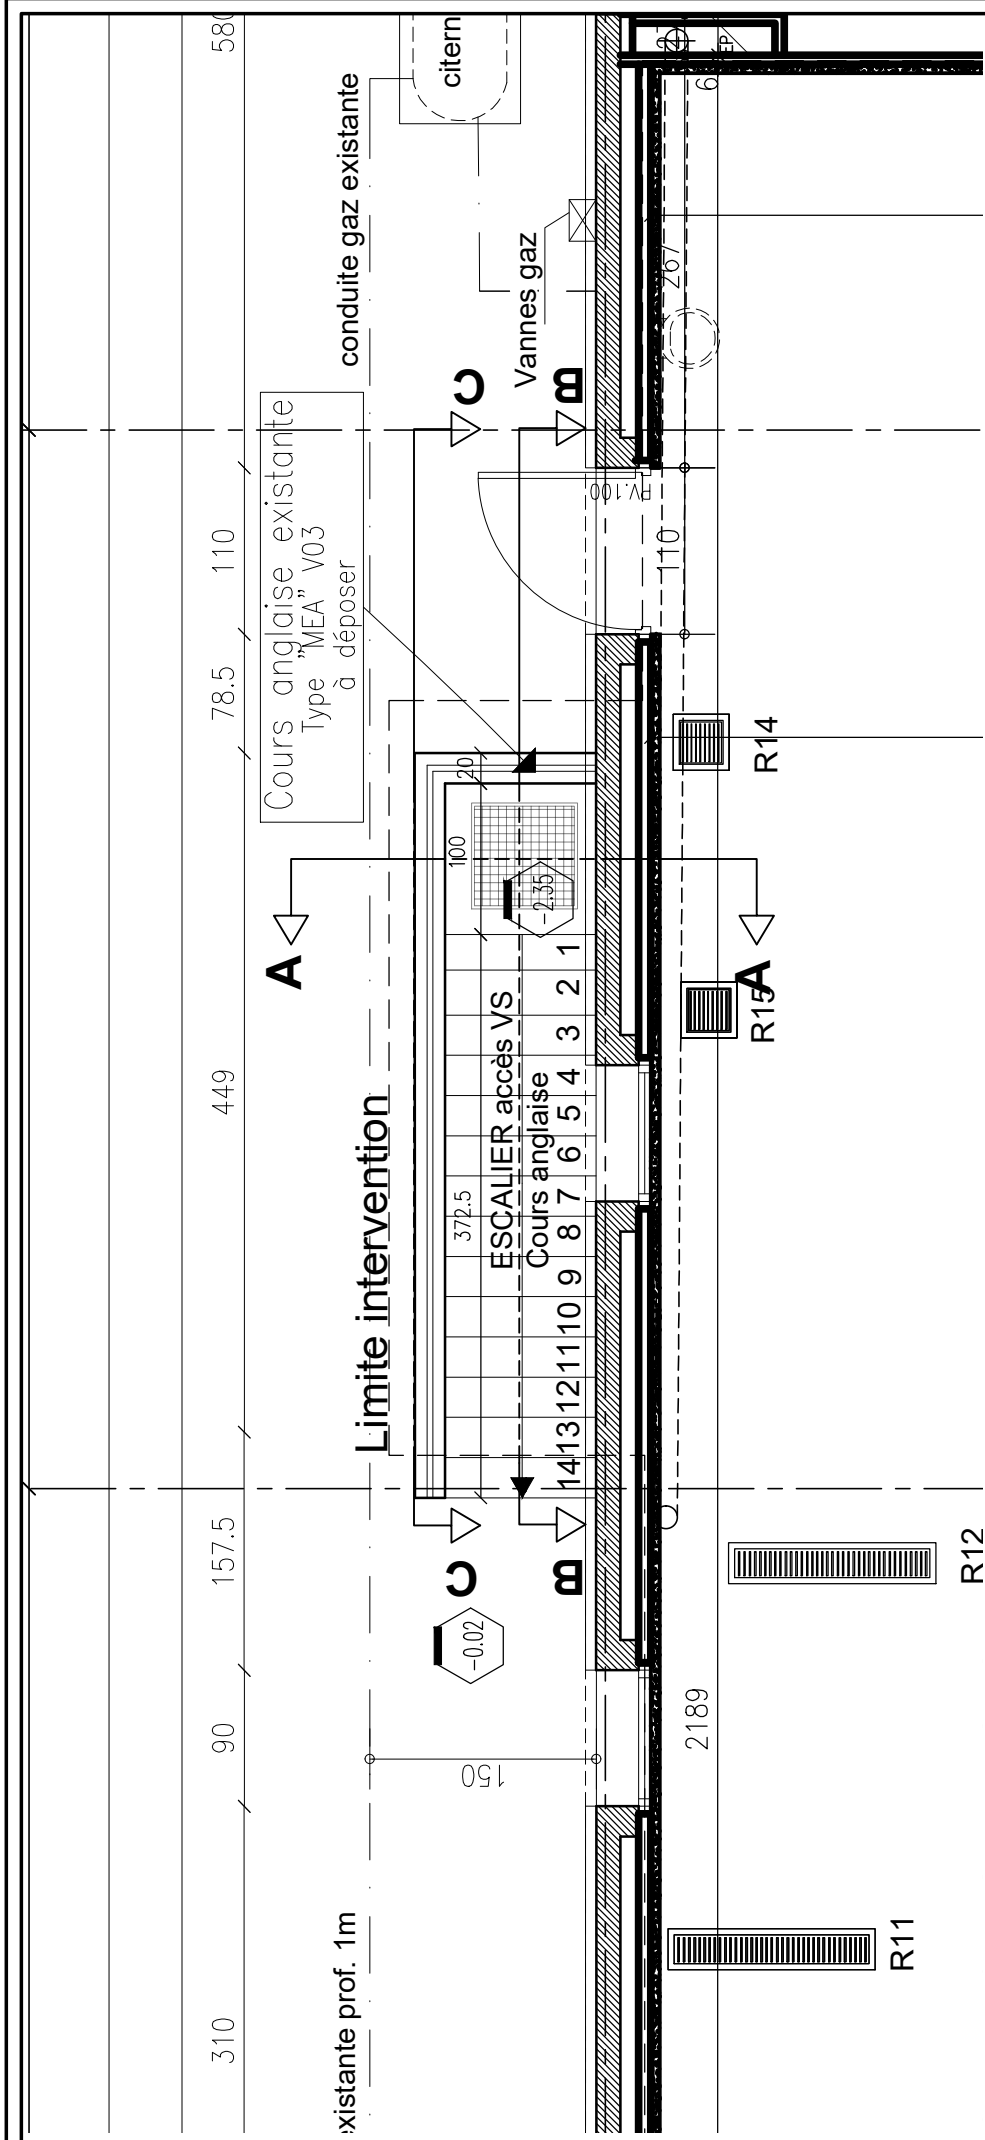 580
citern
conduite gaz existante
Vannes gaz
EP
267
C
B
Cours anglaise existante
Type "MEA" V03
à déposer
PV.100
110
110
78.5
20
100
-2.35
R14
A
A
R15
449
Limite intervention
372.5
ESCALIER accès VS
Cours anglaise
1
2
3
4
5
6
7
8
9
10
11
12
13
14
157.5
C
B
-0.02
R12
90
150
2189
310
existante prof. 1m
R11